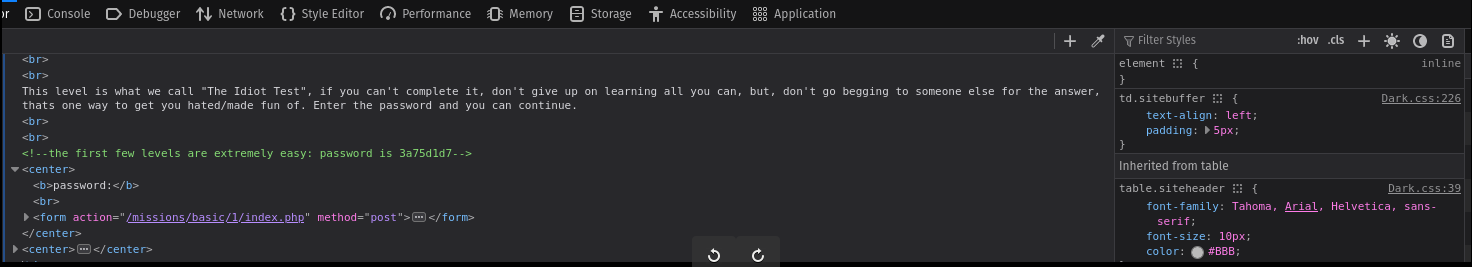 or Console Debugger Network Style Editor Performance Memory Storage Accessibility Application
Filter Styles :hov .cls
<br>
<br>
This level is what we call "The Idiot Test", if you can't complete it, don't give up on learning all you can, but, don't go begging to someone else for the answer,
thats one way to get you hated/made fun of. Enter the password and you can continue.
<br>
<br>
<!--the first few levels are extremely easy: password is 3a75d1d7-->
<center>
<b>password:</b>
<br>
<form action="/missions/basic/1/index.php" method="post"></form>
</center>
<center></center>
element { inline
}
td.sitebuffer { Dark.css:226
text-align: left;
padding: 5px;
}
Inherited from table
table.siteheader { Dark.css:39
font-family: Tahoma, Arial, Helvetica, sans-
serif;
font-size: 10px;
color: #BBB;